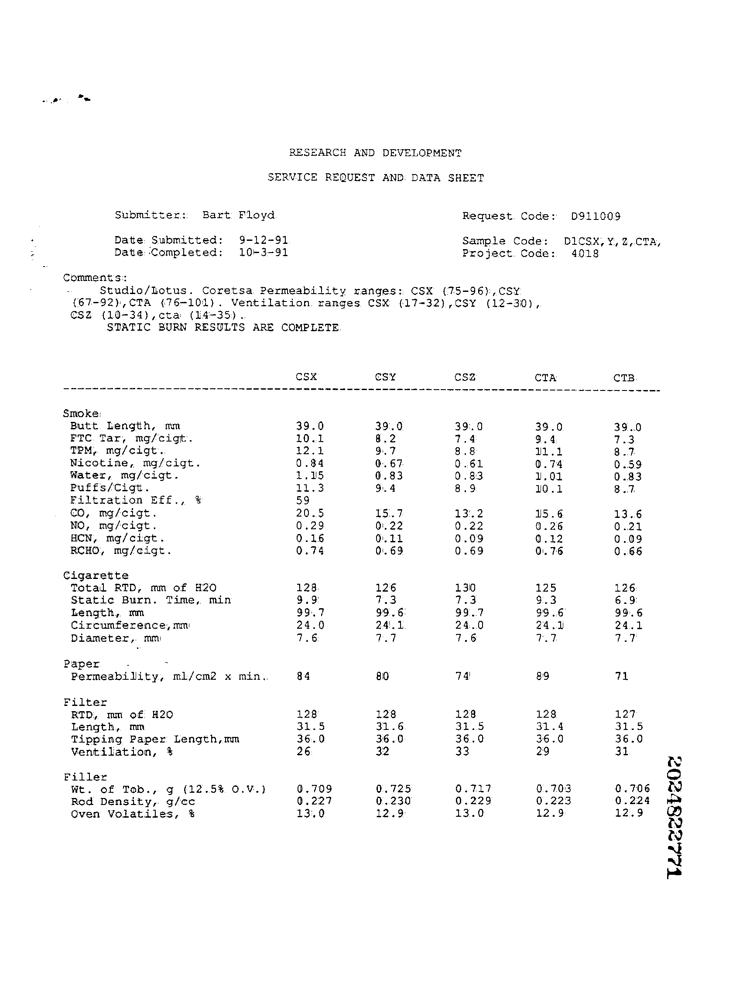 RESEARCH AND DEVELOPMENT
SERVICE REQUEST AND DATA SHEET
Submitter: Bart Floyd Request Code: D911009
Date Submitted: 9-12-91 Sample Code: D1CSX,Y,Z,CTA,
Date Completed: 10-3-91 Project Code: 4018
Comments:
Studio/Lotus. Coretsa Permeability ranges: CSX (75-96),CSY
(67-92),CTA (76-101). Ventilation ranges CSX (17-32),CSY (12-30),
CSZ (10-34),cta (14-35).
STATIC BURN RESULTS ARE COMPLETE
CSX CSY CSZ CTA CTB
Smoke
Butt Length, mm 39.0 39.0 39.0 39.0 39.0
FTC Tar, mg/cigt. 10.1 8.2 7.4 9.4 7.3
TPM, mg/cigt. 12.1 9.7 8.8 11.1 8.7
Nicotine, mg/cigt. 0.84 0.67 0.61 0.74 0.59
Water, mg/cigt. 1.15 0.83 0.83 1.01 0.83
Puffs/Cigt. 11.3 9.4 8.9 10.1 8.7
Filtration Eff., % 59
CO, mg/cigt. 20.5 15.7 13.2 15.6 13.6
NO, mg/cigt. 0.29 0.22 0.22 0.26 0.21
HCN, mg/cigt. 0.16 0.11 0.09 0.12 0.09
RCHO, mg/cigt. 0.74 0.69 0.69 0.76 0.66
Cigarette
Total RTD, mm of H2O 128 126 130 125 126
Static Burn. Time, min 9.9 7.3 7.3 9.3 6.9
Length, mm 99.7 99.6 99.7 99.6 99.6
Circumference,mm 24.0 24.1 24.0 24.1 24.1
Diameter, mm 7.6 7.7 7.6 7.7 7.7
Paper
Permeability, ml/cm2 x min. 84 80 74 89 71
Filter
RTD, mm of H2O 128 128 128 128 127
Length, mm 31.5 31.6 31.5 31.4 31.5
Tipping Paper Length,mm 36.0 36.0 36.0 36.0 36.0
Ventilation, % 26 32 33 29 31
Filler
Wt. of Tob., g (12.5% O.V.) 0.709 0.725 0.717 0.703 0.706
Rod Density, g/cc 0.227 0.230 0.229 0.223 0.224
Oven Volatiles, % 13.0 12.9 13.0 12.9 12.9
2024822771